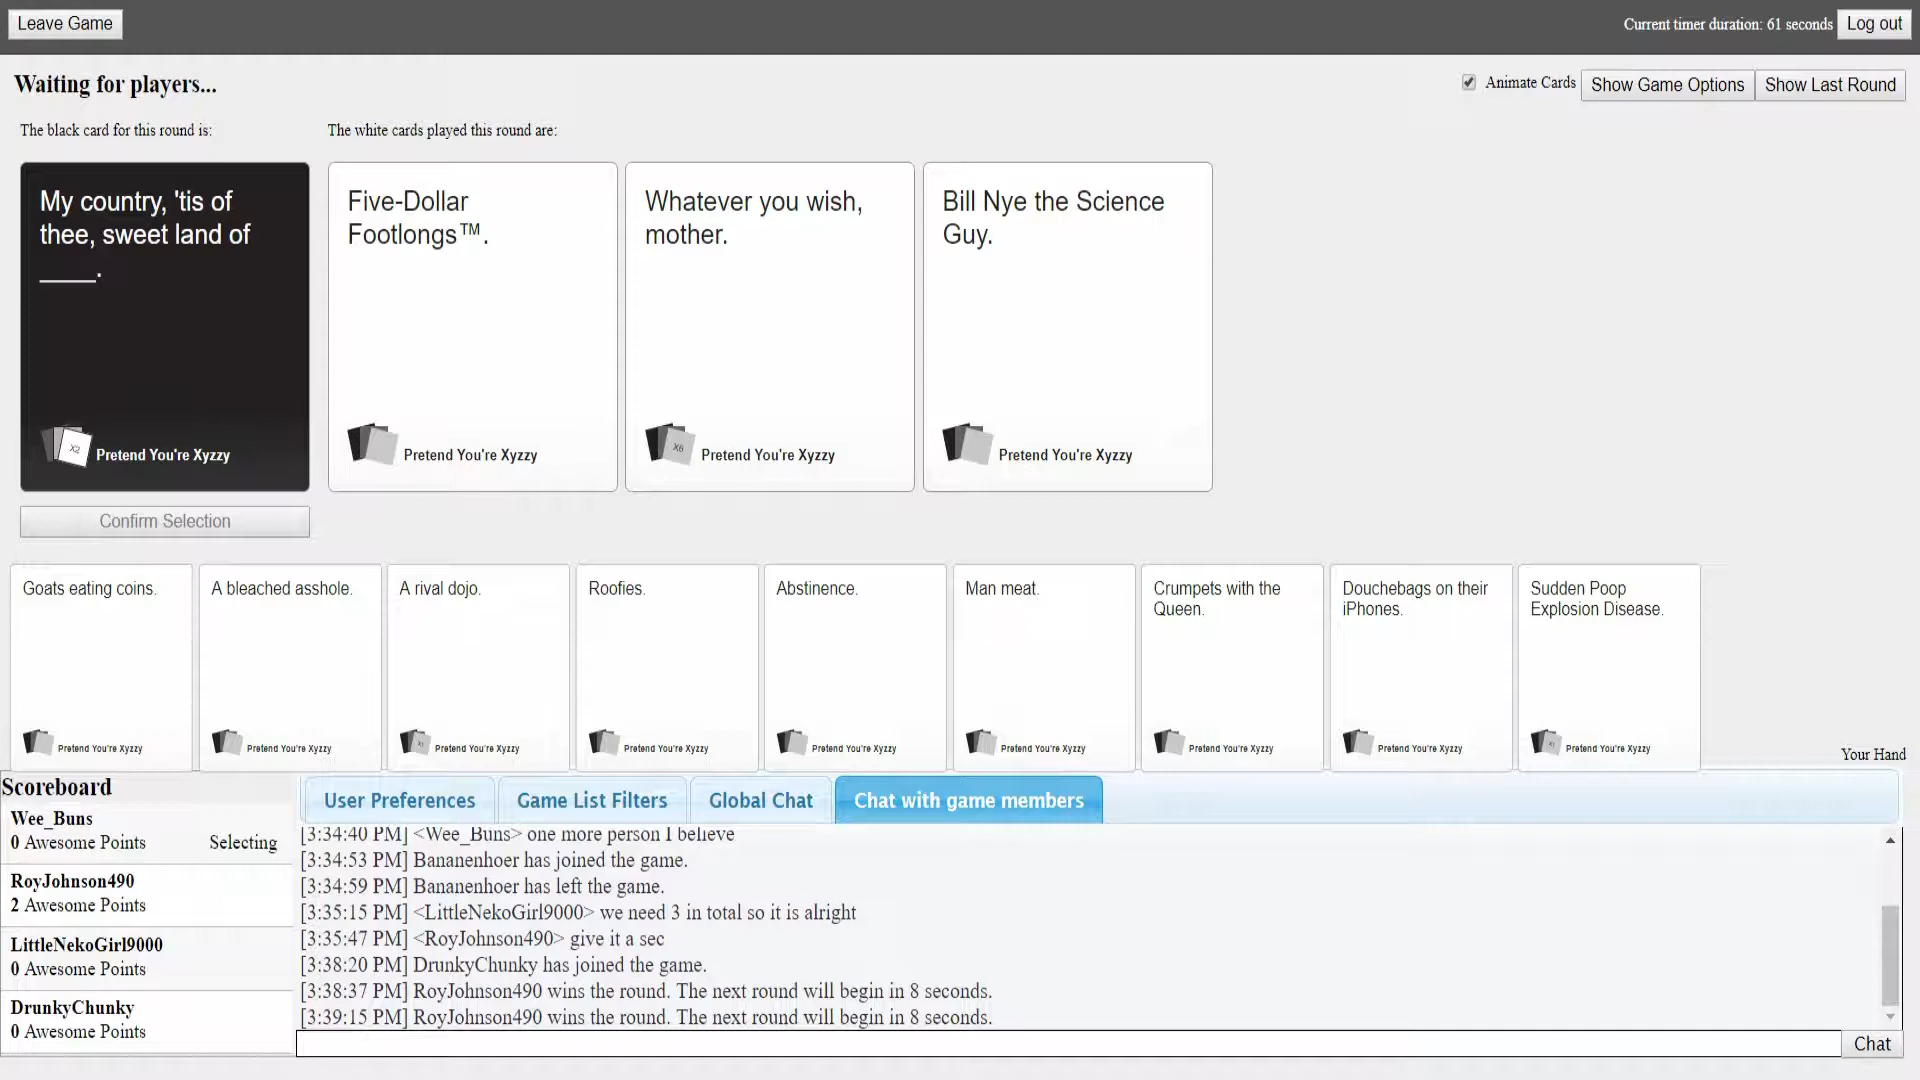 Leave Game
Current timer duration: 61 seconds
Log out
Waiting for players...
Animate Cards
Show Game Options
Show Last Round
The black card for this round is:
The white cards played this round are:
My country, 'tis of
thee, sweet land of
____.
X2
Pretend You're Xyzzy
Five-Dollar
Footlongs™.
Pretend You're Xyzzy
Whatever you wish,
mother.
X6
Pretend You're Xyzzy
Bill Nye the Science
Guy.
Pretend You're Xyzzy
Confirm Selection
Goats eating coins.
Pretend You're Xyzzy
A bleached asshole.
Pretend You're Xyzzy
A rival dojo.
X1
Pretend You're Xyzzy
Roofies.
Pretend You're Xyzzy
Abstinence.
Pretend You're Xyzzy
Man meat.
Pretend You're Xyzzy
Crumpets with the
Queen.
Pretend You're Xyzzy
Douchebags on their
iPhones.
Pretend You're Xyzzy
Sudden Poop
Explosion Disease.
X1
Pretend You're Xyzzy
Your Hand
Scoreboard
Wee_Buns
0 Awesome Points
Selecting
RoyJohnson490
2 Awesome Points
LittleNekoGirl9000
0 Awesome Points
DrunkyChunky
0 Awesome Points
User Preferences
Game List Filters
Global Chat
Chat with game members
[3:34:40 PM] <Wee_Buns> one more person I believe
[3:34:53 PM] Bananenhoer has joined the game.
[3:34:59 PM] Bananenhoer has left the game.
[3:35:15 PM] <LittleNekoGirl9000> we need 3 in total so it is alright
[3:35:47 PM] <RoyJohnson490> give it a sec
[3:38:20 PM] DrunkyChunky has joined the game.
[3:38:37 PM] RoyJohnson490 wins the round. The next round will begin in 8 seconds.
[3:39:15 PM] RoyJohnson490 wins the round. The next round will begin in 8 seconds.
Chat